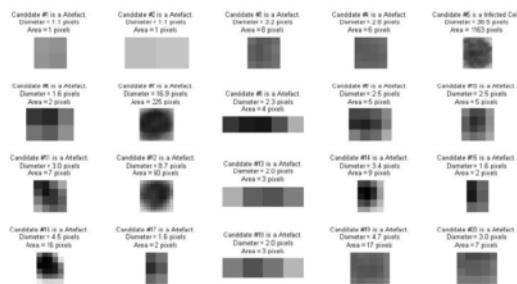 Candidate #1 is a Artefact.
Diameter = 1.1 pixels
Area = 1 pixels
Candidate #2 is a Artefact.
Diameter = 1.1 pixels
Area = 1 pixels
Candidate #3 is a Artefact.
Diameter = 3.2 pixels
Area = 8 pixels
Candidate #4 is a Artefact.
Diameter = 2.8 pixels
Area = 6 pixels
Candidate #5 is a Infected Cell
Diameter = 38.5 pixels
Area = 1163 pixels
Candidate #6 is a Artefact.
Diameter = 1.6 pixels
Area = 2 pixels
Candidate #7 is a Artefact.
Diameter = 16.9 pixels
Area = 225 pixels
Candidate #8 is a Artefact.
Diameter = 2.3 pixels
Area = 4 pixels
Candidate #9 is a Artefact.
Diameter = 2.5 pixels
Area = 5 pixels
Candidate #10 is a Artefact.
Diameter = 2.5 pixels
Area = 5 pixels
Candidate #11 is a Artefact.
Diameter = 3.0 pixels
Area = 7 pixels
Candidate #12 is a Artefact.
Diameter = 8.7 pixels
Area = 60 pixels
Candidate #13 is a Artefact.
Diameter = 2.0 pixels
Area = 3 pixels
Candidate #14 is a Artefact.
Diameter = 3.4 pixels
Area = 9 pixels
Candidate #15 is a Artefact.
Diameter = 1.6 pixels
Area = 2 pixels
Candidate #16 is a Artefact.
Diameter = 4.5 pixels
Area = 16 pixels
Candidate #17 is a Artefact.
Diameter = 1.6 pixels
Area = 2 pixels
Candidate #18 is a Artefact.
Diameter = 2.0 pixels
Area = 3 pixels
Candidate #19 is a Artefact.
Diameter = 4.7 pixels
Area = 17 pixels
Candidate #20 is a Artefact.
Diameter = 3.0 pixels
Area = 7 pixels